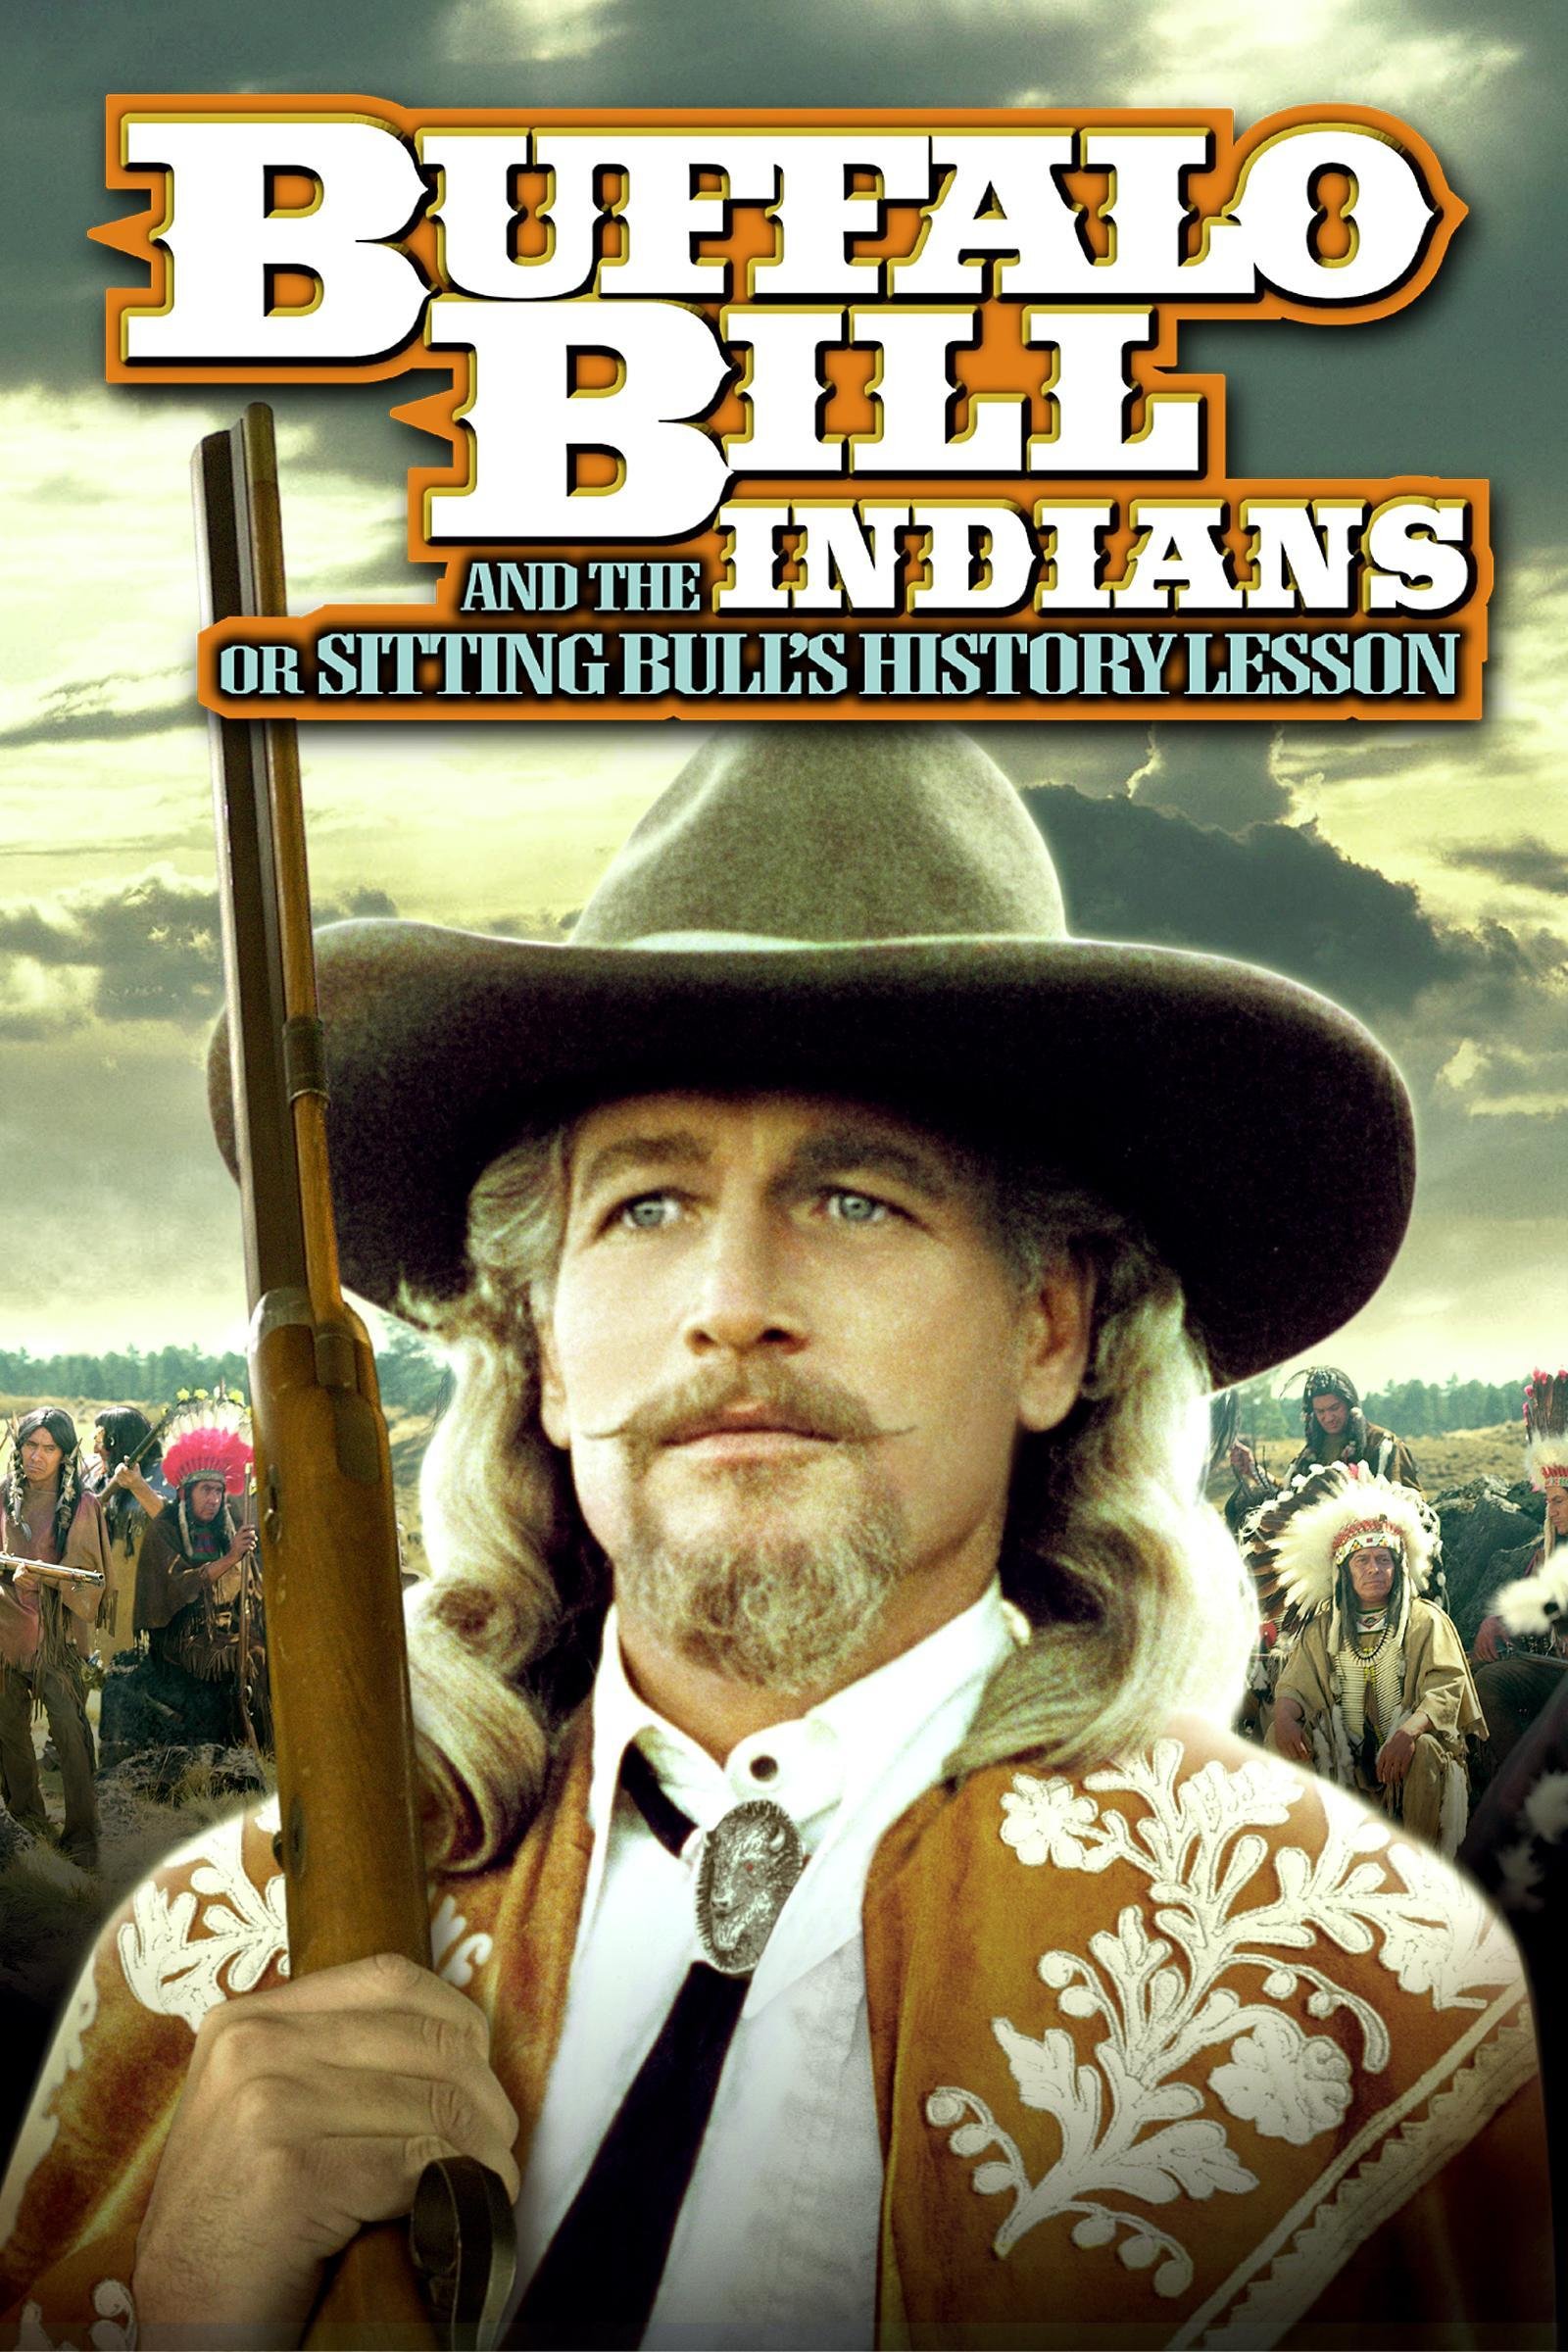 BUFFALO
BILL
AND THE INDIANS
OR SITTING BULL'S HISTORY LESSON